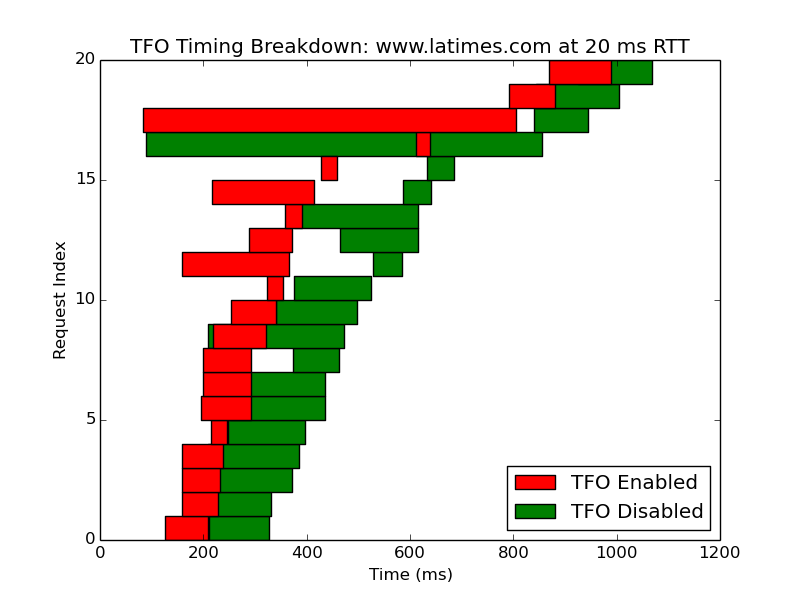 TFO Timing Breakdown: www.latimes.com at 20 ms RTT
20
15
10
5
0
Request Index
0 200 400 600 800 1000 1200
Time (ms)
TFO Enabled
TFO Disabled